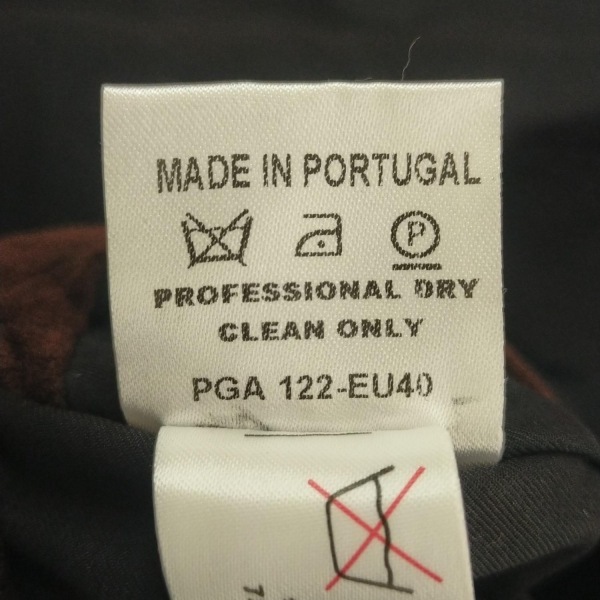 MADE IN PORTUGAL
P
PROFESSIONAL DRY
CLEAN ONLY
PGA 122-EU40